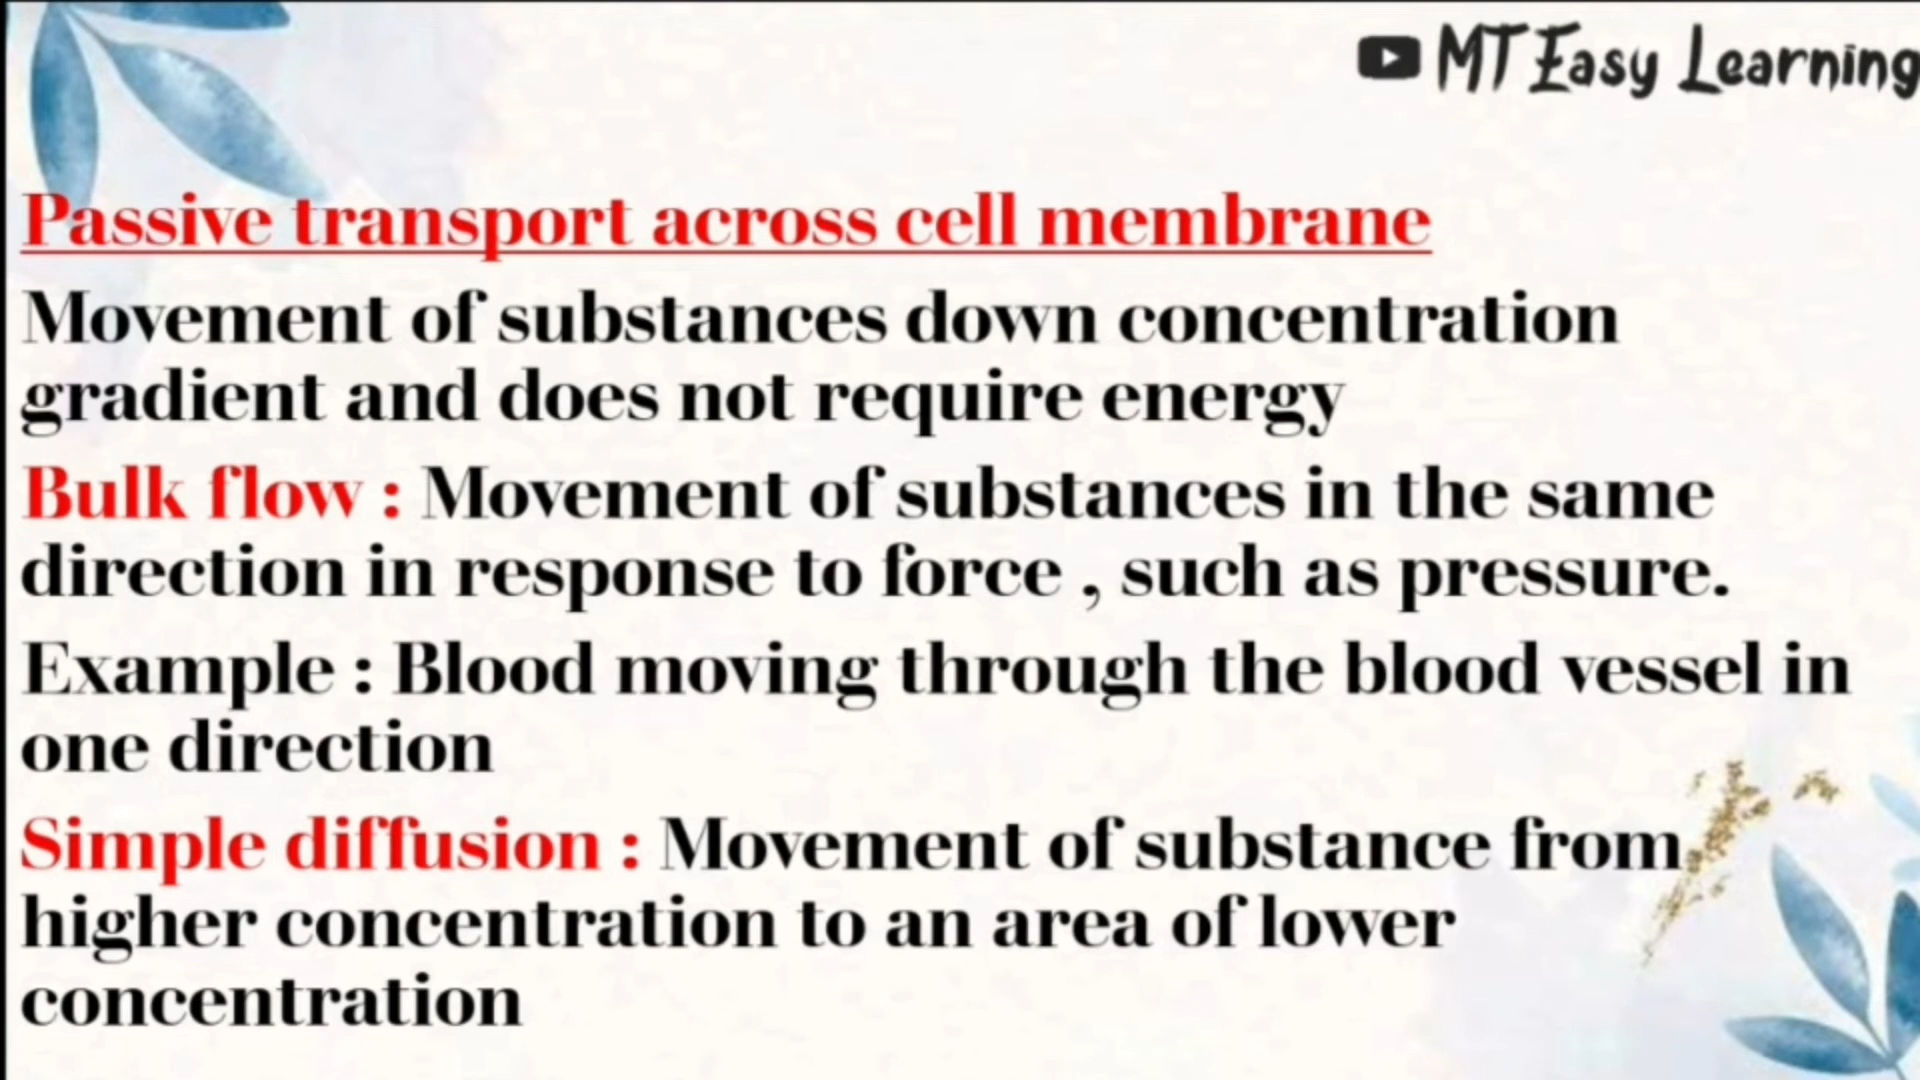 MT Easy Learning
Passive transport across cell membrane
Movement of substances down concentration
gradient and does not require energy
Bulk flow : Movement of substances in the same
direction in response to force , such as pressure.
Example : Blood moving through the blood vessel in
one direction
Simple diffusion : Movement of substance from
higher concentration to an area of lower
concentration